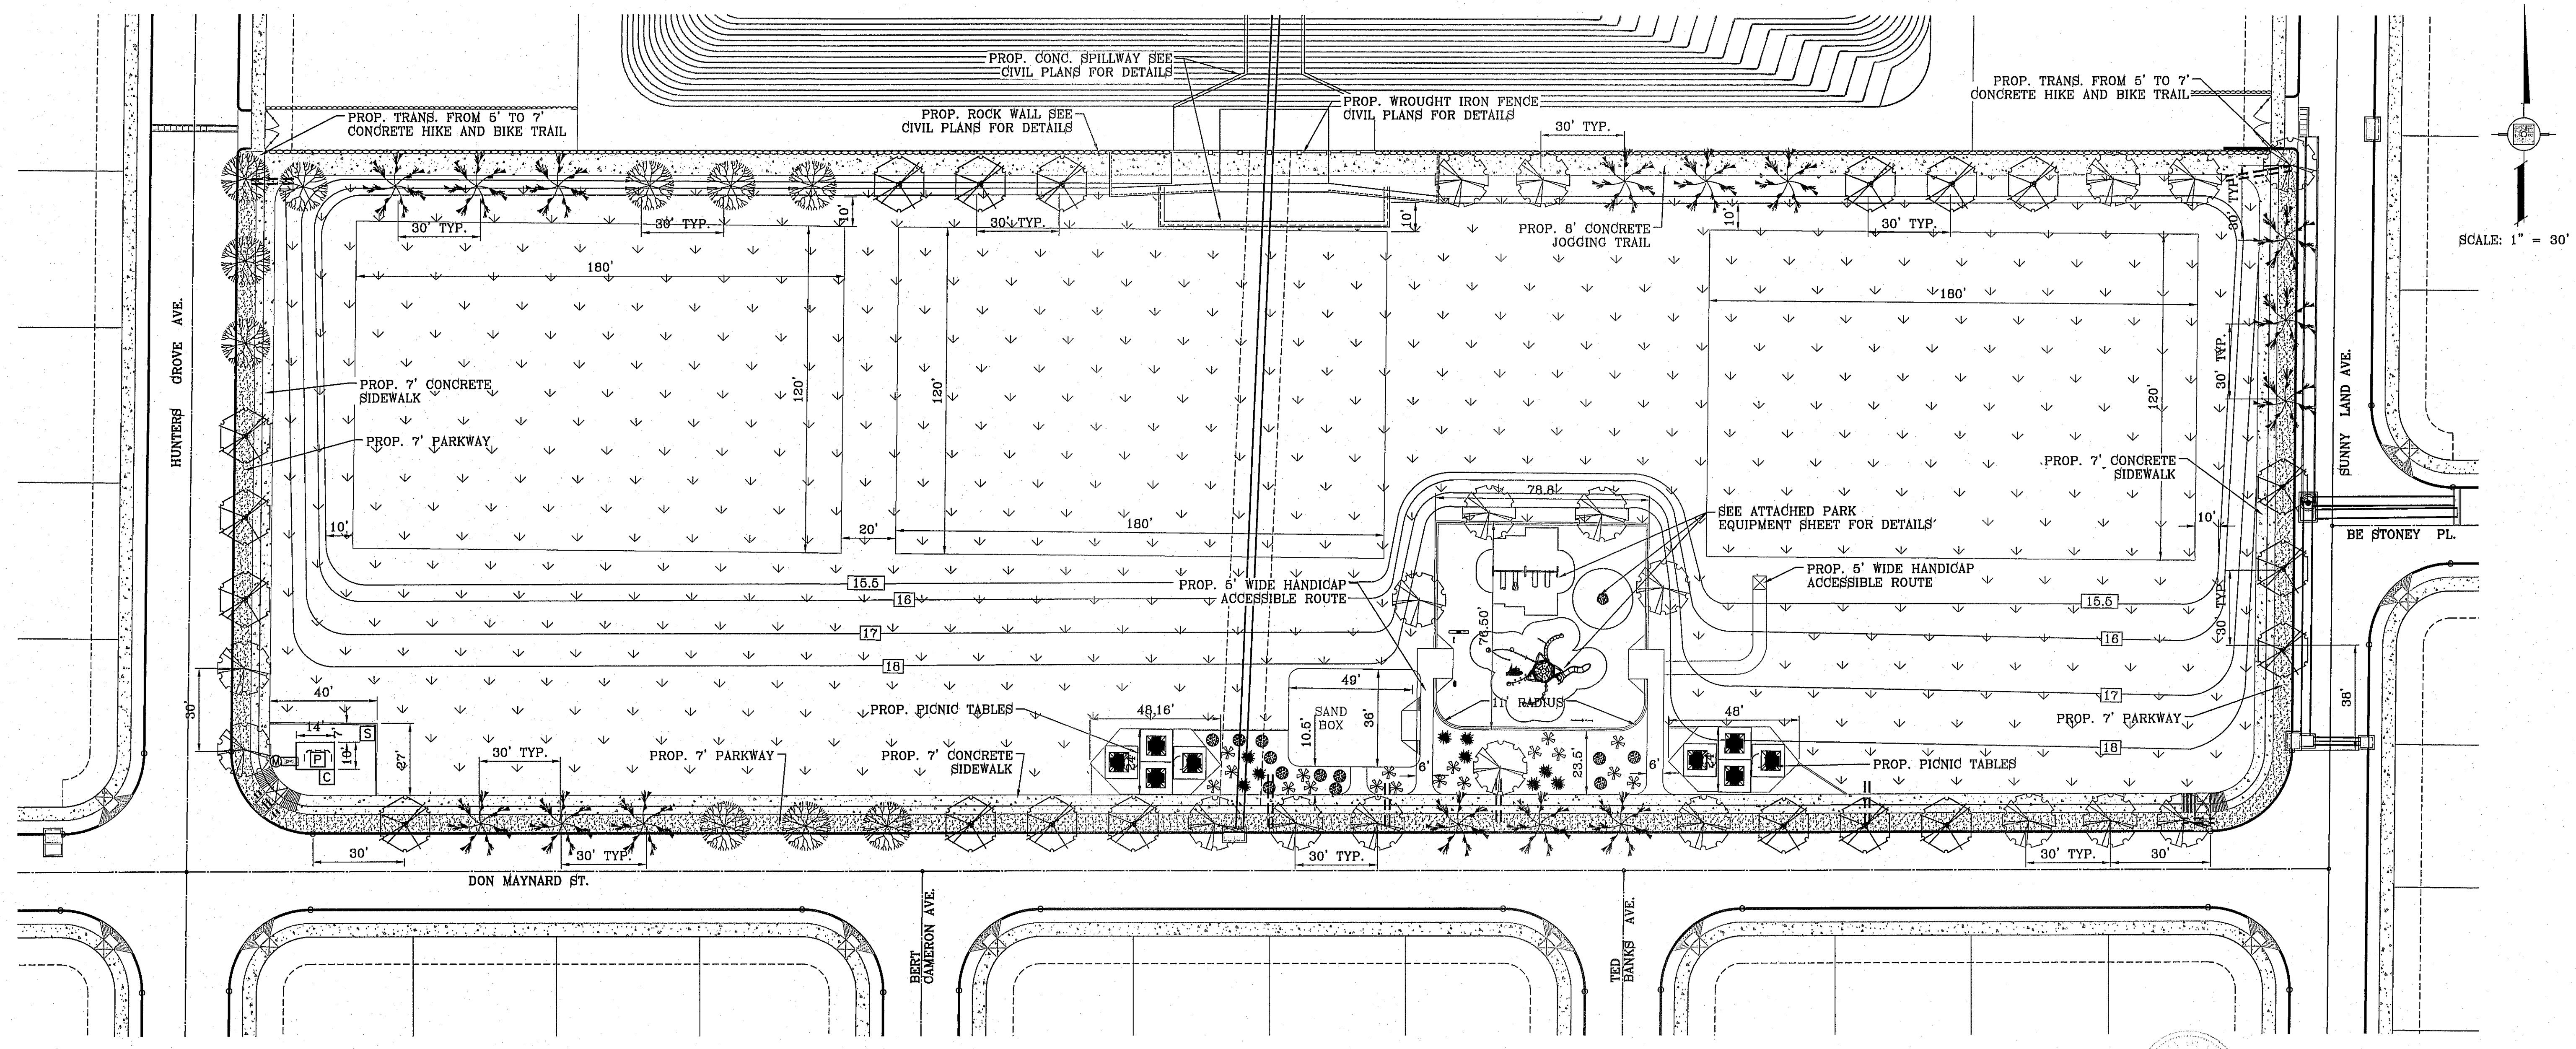 PROP. CONC. SPILLWAY SEE
CIVIL PLANS FOR DETAILS
PROP. TRANS. FROM 5' TO 7'
CONCRETE HIKE AND BIKE TRAIL
PROP. WROUGHT IRON FENCE
CIVIL PLANS FOR DETAILS
PROP. ROCK WALL SEE
CIVIL PLANS FOR DETAILS
PROP. TRANS. FROM 5' TO 7'
CONCRETE HIKE AND BIKE TRAIL
30' TYP.
SCALE: 1" = 30'
30' TYP.
30' TYP.
10'
30' TYP.
10'
PROP. 8' CONCRETE
JOGGING TRAIL
10'
30' TYP.
30' TYP.
180'
180'
HUNTERS GROVE AVE.
PROP. 7' CONCRETE
SIDEWALK
PROP. 7' PARKWAY
120'
120'
120'
30' TYP.
SUNNY LAND AVE.
PROP. 7' CONCRETE
SIDEWALK
78.8'
SEE ATTACHED PARK
EQUIPMENT SHEET FOR DETAILS
10'
20'
180'
10'
BE STONEY PL.
15.5
16
17
18
PROP. 5' WIDE HANDICAP
ACCESSIBLE ROUTE
76.50'
PROP. 5' WIDE HANDICAP
ACCESSIBLE ROUTE
15.5
16
17
18
30' TYP.
38'
30'
40'
14'
7'
S
10'
P
M
C
27'
30' TYP.
PROP. PICNIC TABLES
48.16'
24'
49'
SAND
BOX
10.5'
36'
11' RADIUS
6'
23.5'
6'
48'
24'
PROP. 7' PARKWAY
PROP. PICNIC TABLES
PROP. 7' PARKWAY
PROP. 7' CONCRETE
SIDEWALK
30'
30' TYP.
30' TYP.
30' TYP.
30'
DON MAYNARD ST.
BERT
CAMERON AVE.
TED
BANKS AVE.